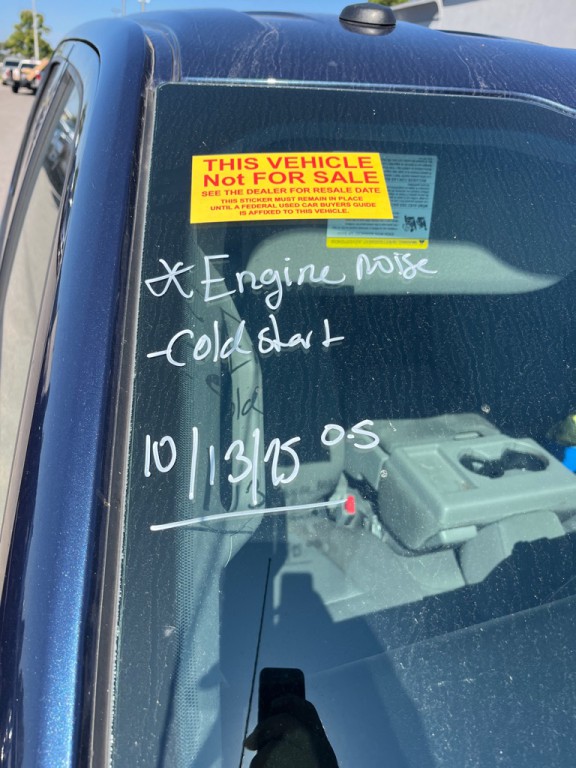 THIS VEHICLE
Not FOR SALE
SEE THE DEALER FOR RESALE DATE
THIS STICKER MUST REMAIN IN PLACE
UNTIL A FEDERAL USED CAR BUYERS GUIDE
IS AFFIXED TO THIS VEHICLE.
* Engine noise
- Cold start
10/13/25 O.S